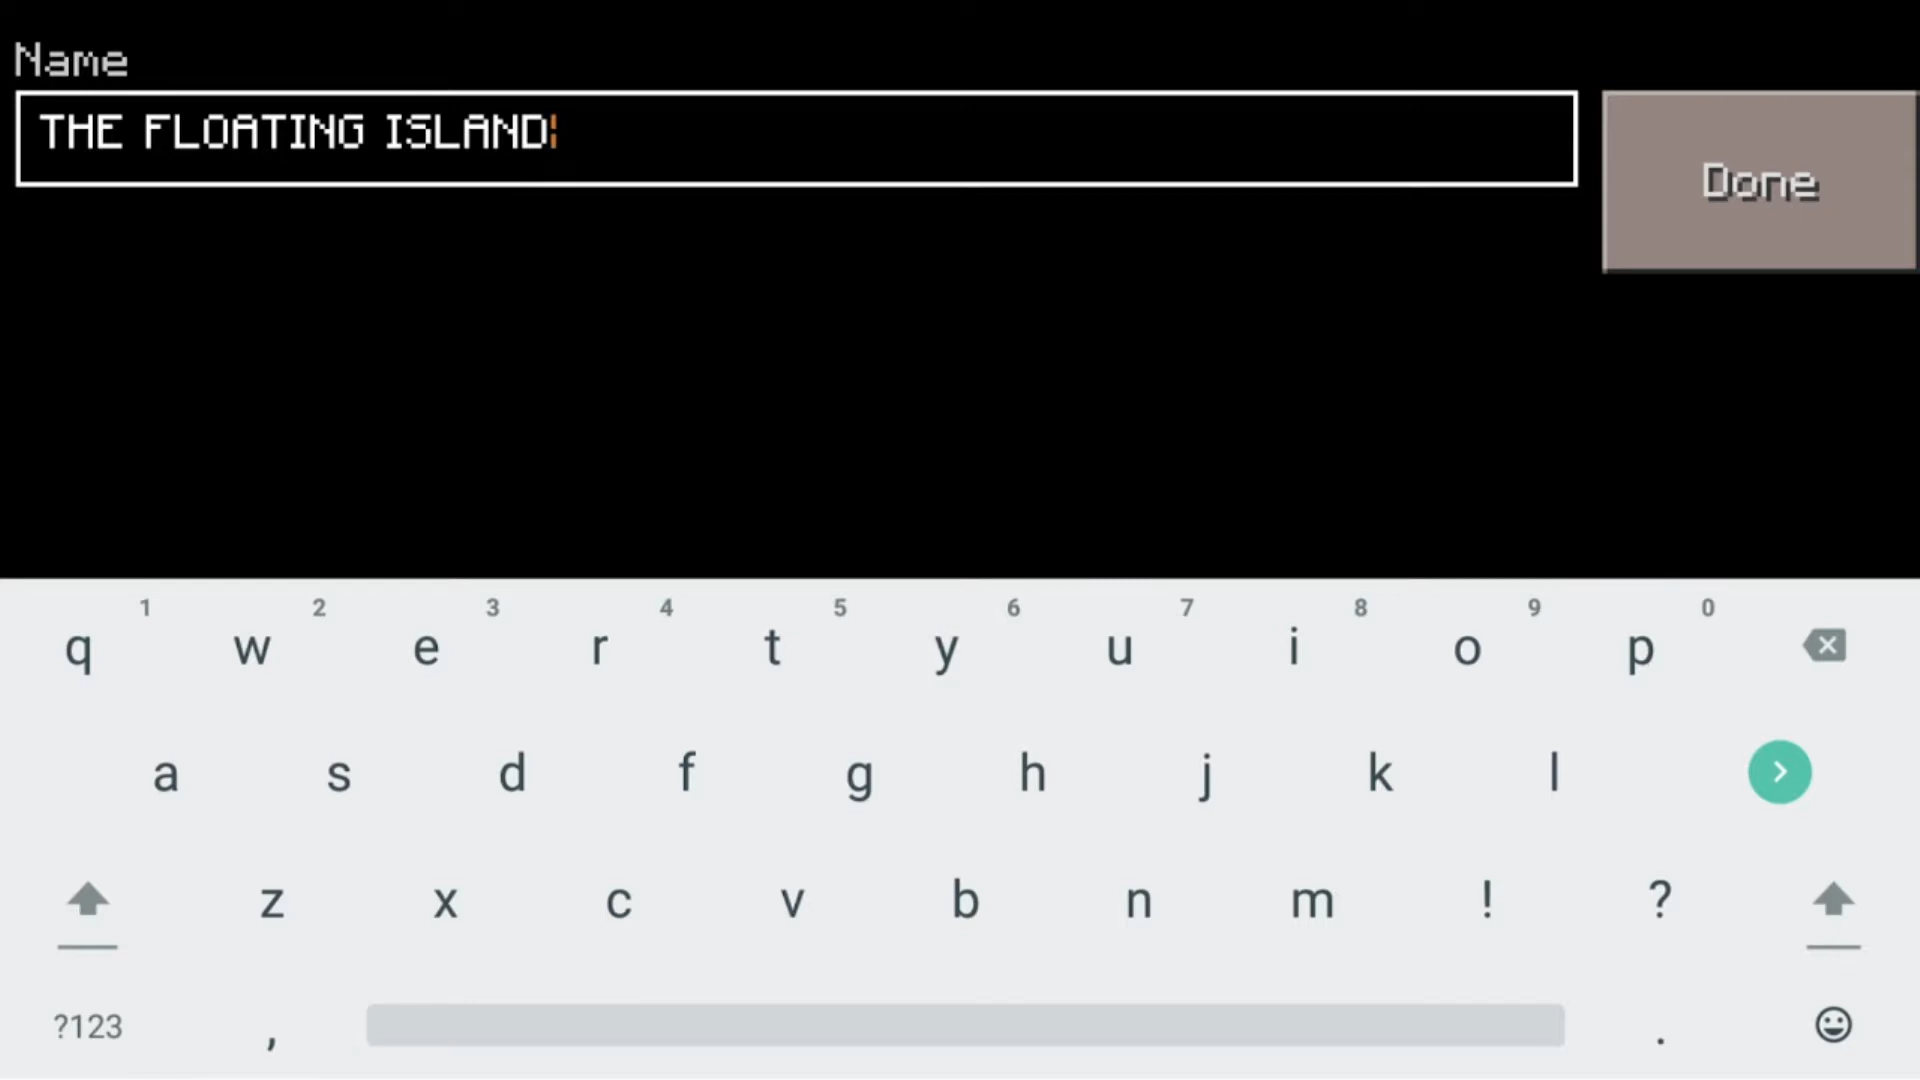 Name
THE FLOATING ISLAND
Done
1 2 3 4 5 6 7 8 9 0
q w e r t y u i o p
a s d f g h j k l
z x c v b n m ! ?
?123 , .